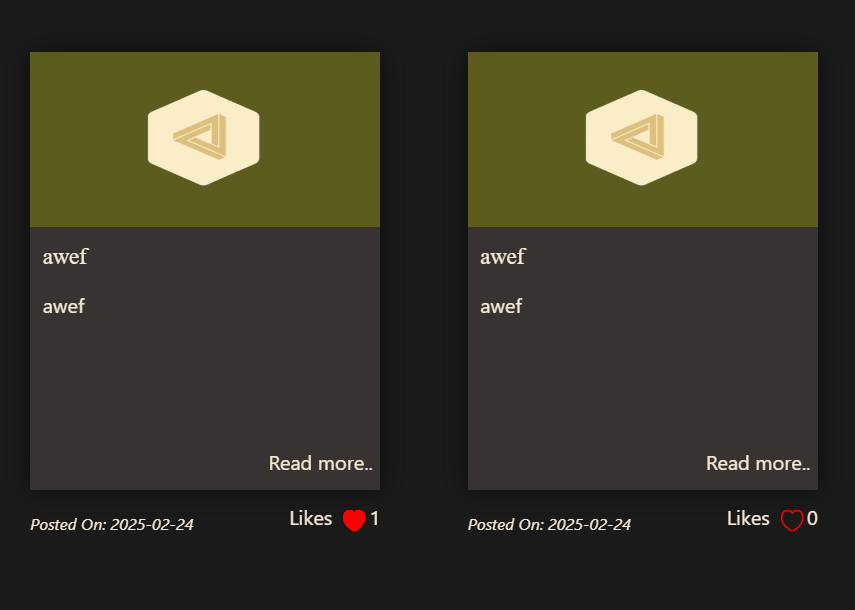 awef
awef
Read more..
Posted On: 2025-02-24
Likes 1
awef
awef
Read more..
Posted On: 2025-02-24
Likes 0